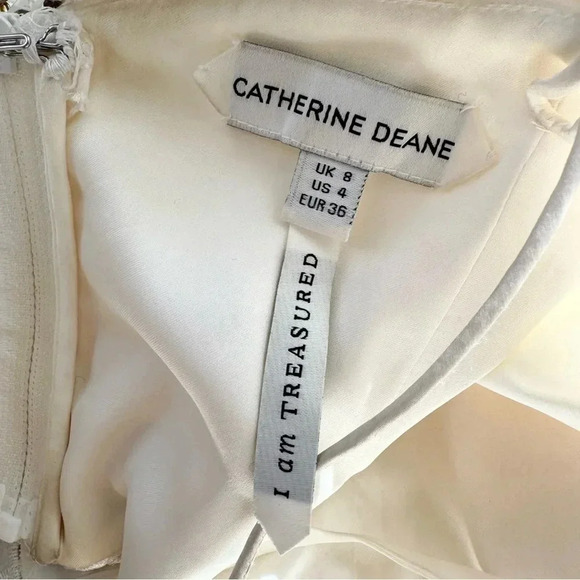 CATHERINE DEANE
UK 8
US 4
EUR 36
I am TREASURED